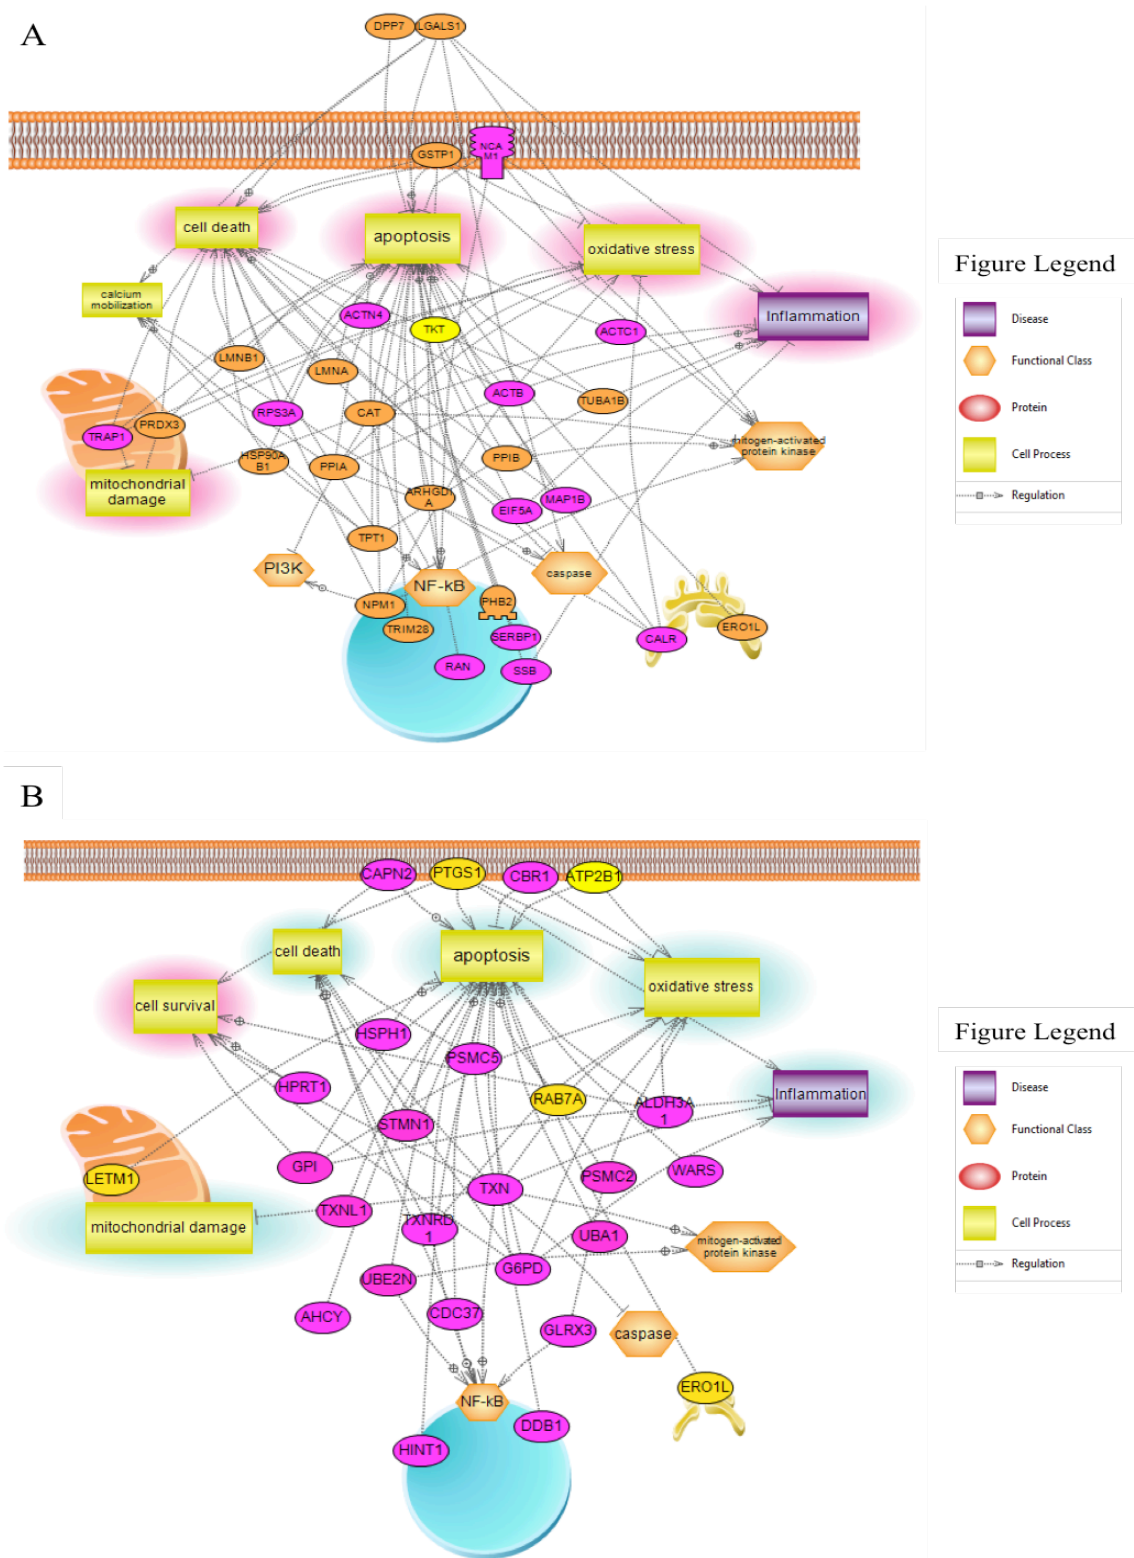 A
DPP7
LGALS1
NCA
M1
GSTP1
cell death
apoptosis
oxidative stress
calcium
mobilization
Inflammation
ACTN4
TKT
ACTC1
LMNB1
LMNA
ACTB
TUBA1B
RPS3A
CAT
PRDX3
TRAP1
mitogen-activated
protein kinase
HSP90A
B1
PPIA
PPIB
mitochondrial
damage
ARHGDI
A
MAP1B
EIF5A
TPT1
PI3K
NF-kB
caspase
NPM1
PHB2
TRIM28
SERBP1
CALR
ERO1L
RAN
SSB
Figure Legend
Disease
Functional Class
Protein
Cell Process
Regulation
B
CAPN2
PTGS1
CBR1
ATP2B1
cell death
apoptosis
oxidative stress
cell survival
HSPH1
PSMC5
HPRT1
RAB7A
ALDH3A
1
Inflammation
STMN1
GPI
LETM1
TXN
PSMC2
WARS
TXNL1
mitochondrial damage
TXNRD
1
UBA1
mitogen-activated
protein kinase
UBE2N
G6PD
AHCY
CDC37
GLRX3
caspase
ERO1L
NF-kB
DDB1
HINT1
Figure Legend
Disease
Functional Class
Protein
Cell Process
Regulation